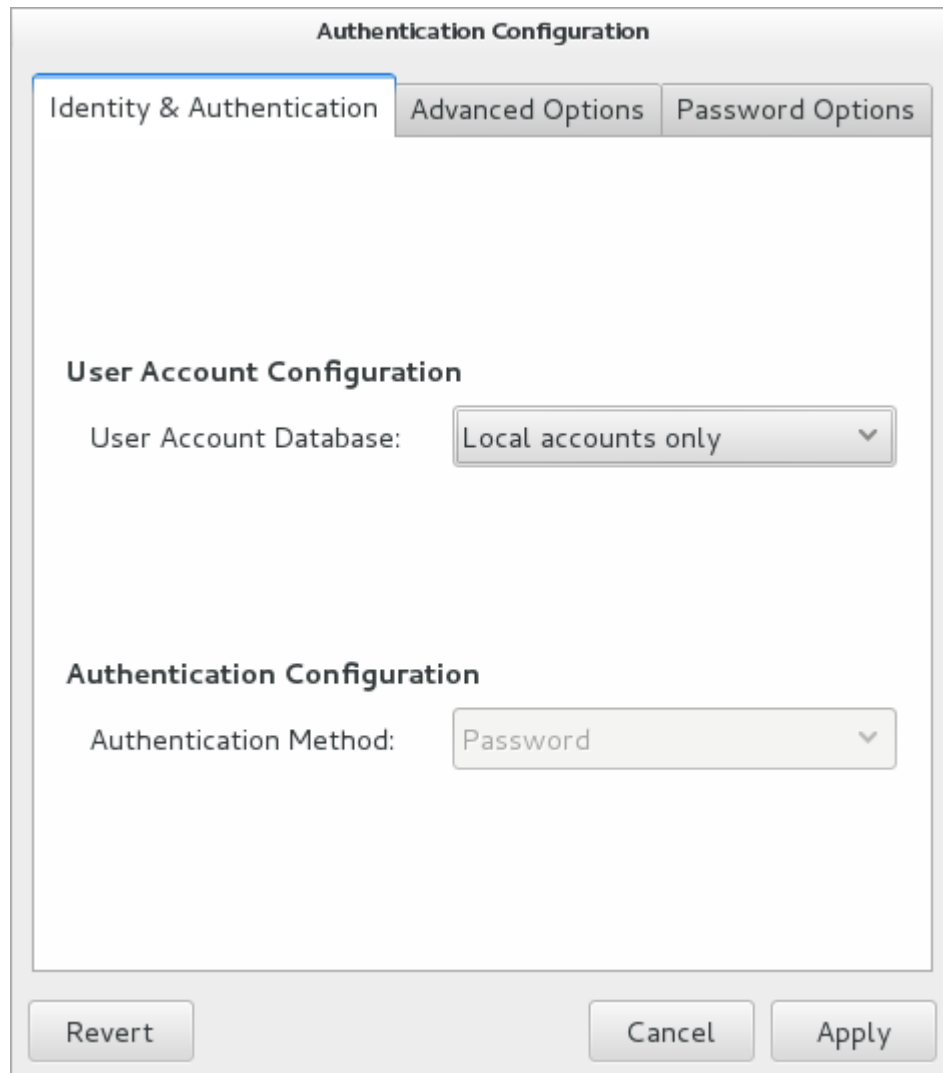 Authentication Configuration
Identity & Authentication
Advanced Options
Password Options
User Account Configuration
User Account Database:
Local accounts only
Authentication Configuration
Authentication Method:
Password
Revert
Cancel
Apply